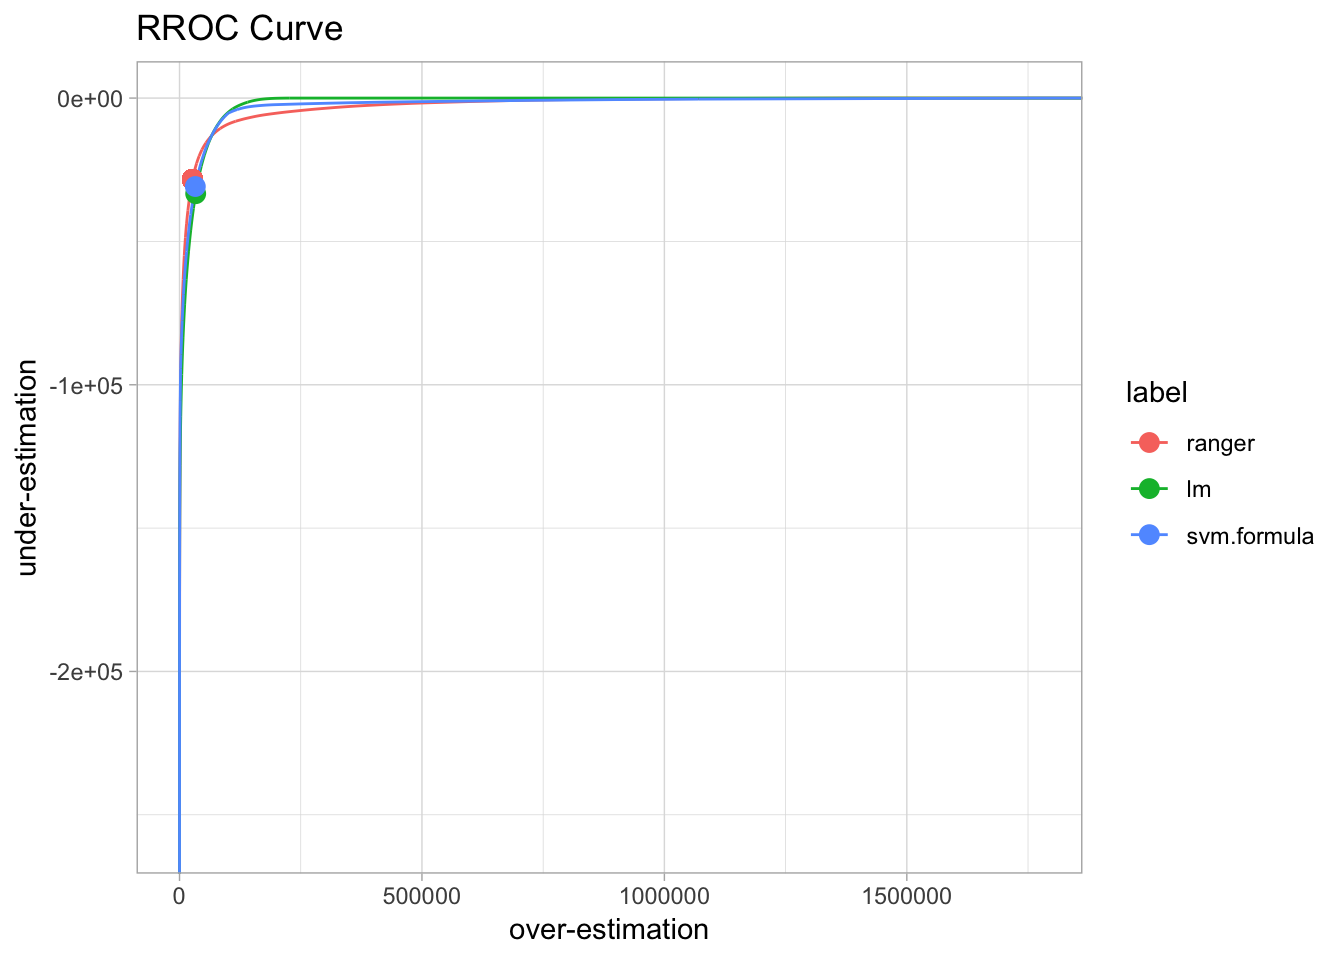 RROC Curve
0e+00
-1e+05
-2e+05
under-estimation
0
500000
1000000
1500000
over-estimation
label
ranger
lm
svm.formula